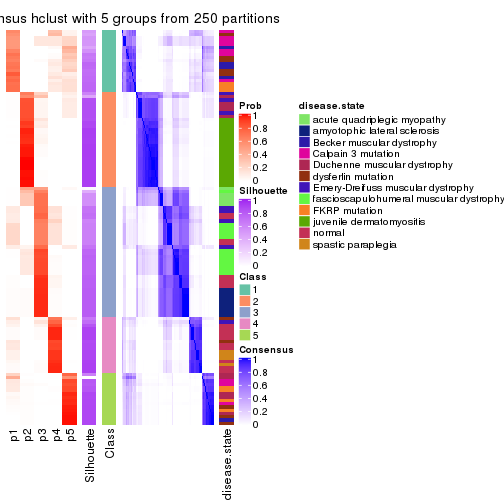 nsus hclust with 5 groups from 250 partitions
p1
p2
p3
p4
p5
Silhouette
Class
disease.state
Prob
1
0.8
0.6
0.4
0.2
0
Silhouette
1
0.8
0.6
0.4
0.2
0
Class
1
2
3
4
5
Consensus
1
0.8
0.6
0.4
0.2
0
disease.state
acute quadriplegic myopathy
amyotophic lateral sclerosis
Becker muscular dystrophy
Calpain 3 mutation
Duchenne muscular dystrophy
dysferlin mutation
Emery-Dreifuss muscular dystrophy
fascioscapulohumeral muscular dystrophy
FKRP mutation
juvenile dermatomyositis
normal
spastic paraplegia